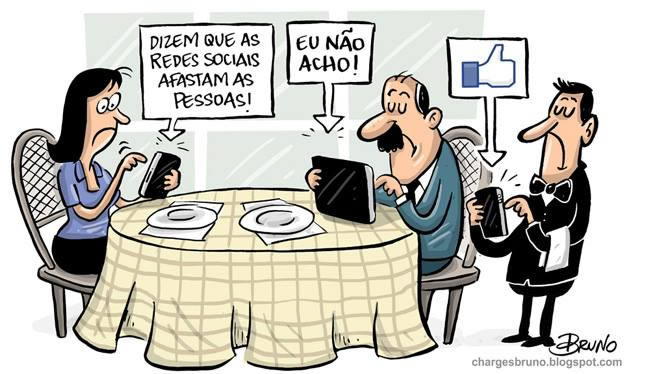 DIZEM QUE AS
REDES SOCIAIS
AFASTAM AS
PESSOAS!
EU NÃO
ACHO!
BRUNO
chargesbruno.blogspot.com